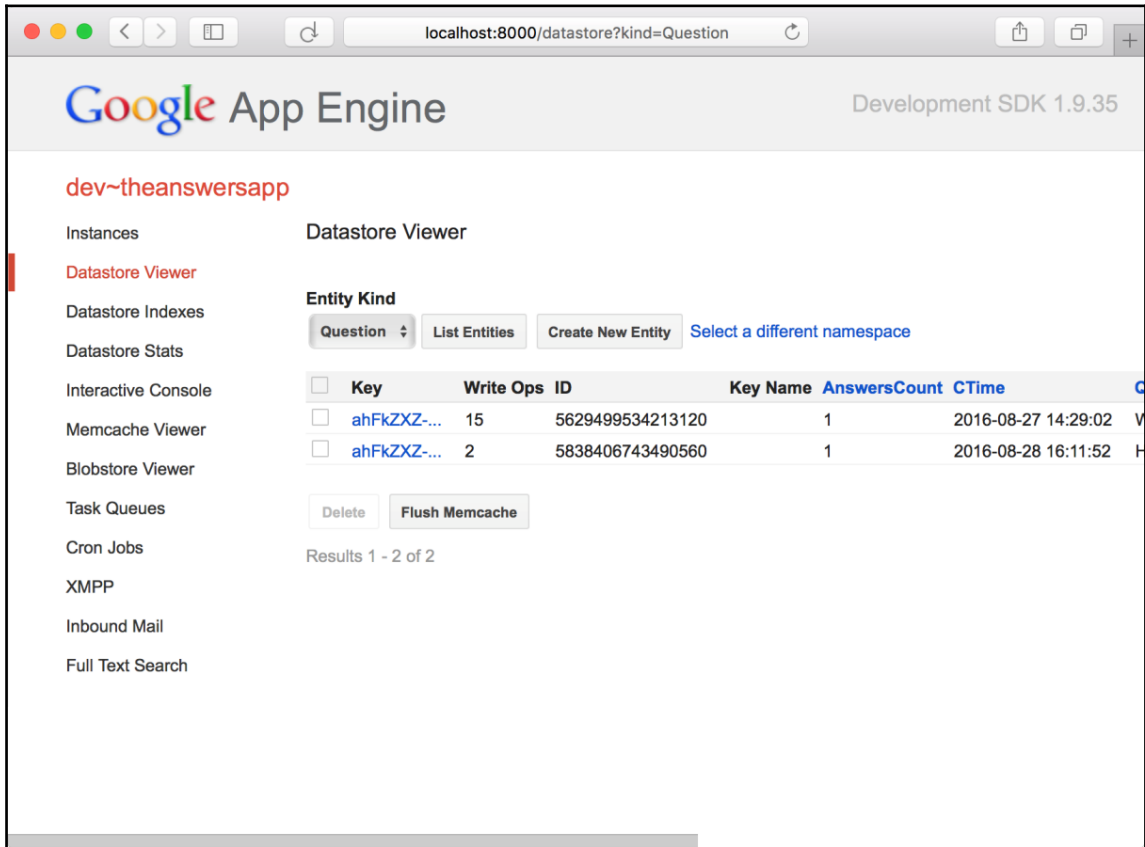 localhost:8000/datastore?kind=Question
Google App Engine
Development SDK 1.9.35
dev~theanswersapp
Instances
Datastore Viewer
Datastore Indexes
Datastore Stats
Interactive Console
Memcache Viewer
Blobstore Viewer
Task Queues
Cron Jobs
XMPP
Inbound Mail
Full Text Search
Datastore Viewer
Entity Kind
Question List Entities Create New Entity Select a different namespace
Key Write Ops ID Key Name AnswersCount CTime
ahFkZXZ-... 15 5629499534213120 1 2016-08-27 14:29:02
ahFkZXZ-... 2 5838406743490560 1 2016-08-28 16:11:52
Delete Flush Memcache
Results 1 - 2 of 2